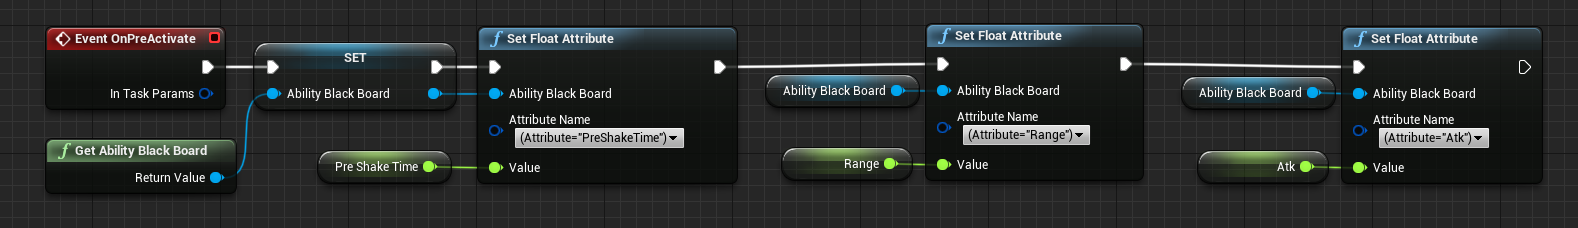 Event OnPreActivate
In Task Params
f Get Ability Black Board
Return Value
SET
Ability Black Board
f Set Float Attribute
Ability Black Board
Attribute Name
(Attribute="PreShakeTime")
Value
Pre Shake Time
Ability Black Board
Range
f Set Float Attribute
Ability Black Board
Attribute Name
(Attribute="Range")
Value
Ability Black Board
Atk
f Set Float Attribute
Ability Black Board
Attribute Name
(Attribute="Atk")
Value